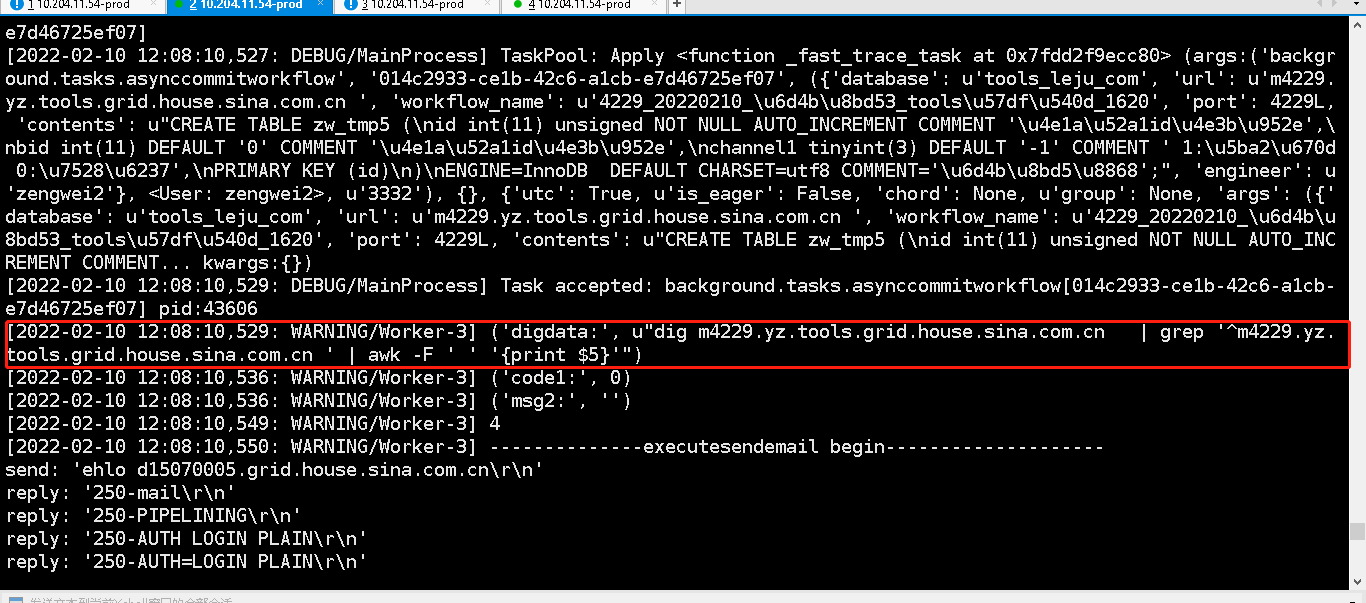 1 10.204.11.54-prod 2 10.204.11.54-prod × 3 10.204.11.54-prod 4 10.204.11.54-prod +
e7d46725ef07]
[2022-02-10 12:08:10,527: DEBUG/MainProcess] TaskPool: Apply <function _fast_trace_task at 0x7fdd2f9ecc80> (args:('backgr
ound.tasks.asynccommitworkflow', '014c2933-ce1b-42c6-a1cb-e7d46725ef07', ({'database': u'tools_leju_com', 'url': u'm4229.
yz.tools.grid.house.sina.com.cn ', 'workflow_name': u'4229_20220210_\u6d4b\u8bd53_tools\u57df\u540d_1620', 'port': 4229L,
 'contents': u"CREATE TABLE zw_tmp5 (\nid int(11) unsigned NOT NULL AUTO_INCREMENT COMMENT '\u4e1a\u52a1id\u4e3b\u952e',\
nbid int(11) DEFAULT '0' COMMENT '\u4e1a\u52a1id\u4e3b\u952e',\nchannel1 tinyint(3) DEFAULT '-1' COMMENT ' 1:\u5ba2\u670d
 0:\u7528\u6237',\nPRIMARY KEY (id)\n)\nENGINE=InnoDB  DEFAULT CHARSET=utf8 COMMENT='\u6d4b\u8bd5\u8868';", 'engineer': u
'zengwei2'}, <User: zengwei2>, u'3332'), {}, {'utc': True, u'is_eager': False, 'chord': None, u'group': None, 'args': ({'
database': u'tools_leju_com', 'url': u'm4229.yz.tools.grid.house.sina.com.cn ', 'workflow_name': u'4229_20220210_\u6d4b\u
8bd53_tools\u57df\u540d_1620', 'port': 4229L, 'contents': u"CREATE TABLE zw_tmp5 (\nid int(11) unsigned NOT NULL AUTO_INC
REMENT COMMENT... kwargs:{})
[2022-02-10 12:08:10,529: DEBUG/MainProcess] Task accepted: background.tasks.asynccommitworkflow[014c2933-ce1b-42c6-a1cb-
e7d46725ef07] pid:43606
[2022-02-10 12:08:10,529: WARNING/Worker-3] ('digdata:', u"dig m4229.yz.tools.grid.house.sina.com.cn   | grep '^m4229.yz.
tools.grid.house.sina.com.cn ' | awk -F ' ' '{print $5}'")
[2022-02-10 12:08:10,536: WARNING/Worker-3] ('code1:', 0)
[2022-02-10 12:08:10,536: WARNING/Worker-3] ('msg2:', '')
[2022-02-10 12:08:10,549: WARNING/Worker-3] 4
[2022-02-10 12:08:10,550: WARNING/Worker-3] --------------executesendemail begin--------------------
send: 'ehlo d15070005.grid.house.sina.com.cn\r\n'
reply: '250-mail\r\n'
reply: '250-PIPELINING\r\n'
reply: '250-AUTH LOGIN PLAIN\r\n'
reply: '250-AUTH=LOGIN PLAIN\r\n'